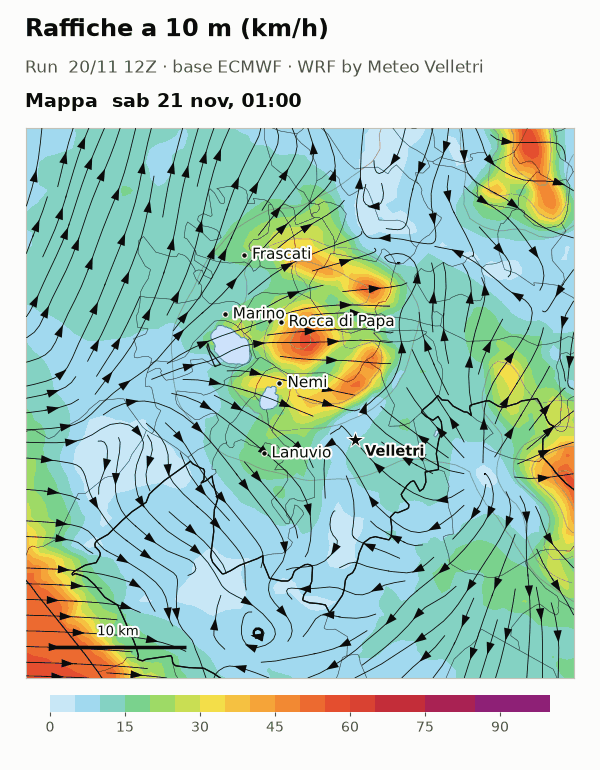 Raffiche a 10 m (km/h)
Run  20/11 12Z · base ECMWF · WRF by Meteo Velletri
Mappa  sab 21 nov, 01:00
Frascati
Marino
Rocca di Papa
Nemi
Velletri
Lanuvio
10 km
0 15 30 45 60 75 90